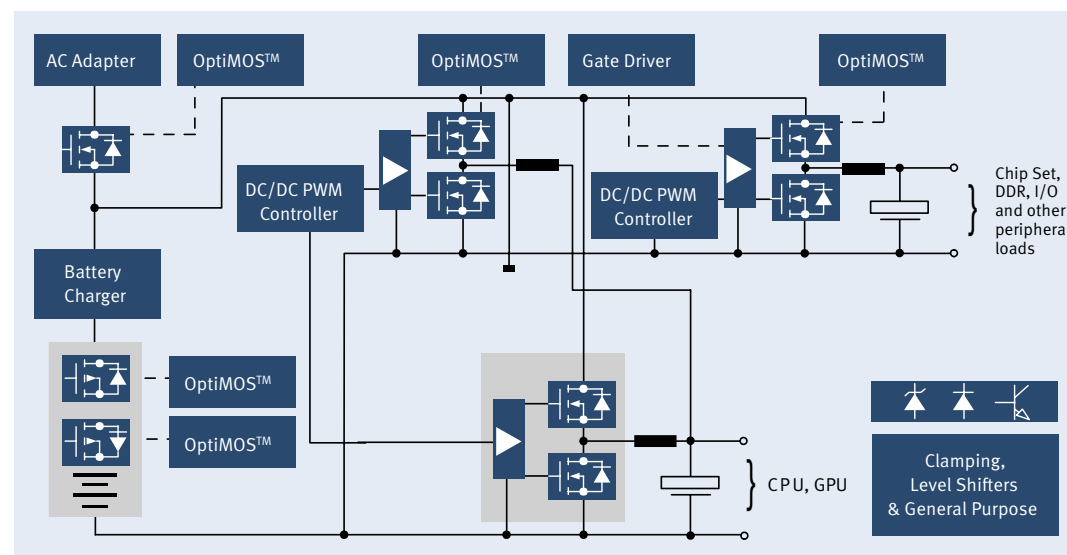 AC Adapter
OptiMOS™
OptiMOS™
Gate Driver
OptiMOS™
DC/DC PWM
Controller
DC/DC PWM
Controller
Chip Set,
DDR, I/O
and other
periphera
loads
Battery
Charger
OptiMOS™
OptiMOS™
CPU, GPU
Clamping,
Level Shifters
& General Purpose